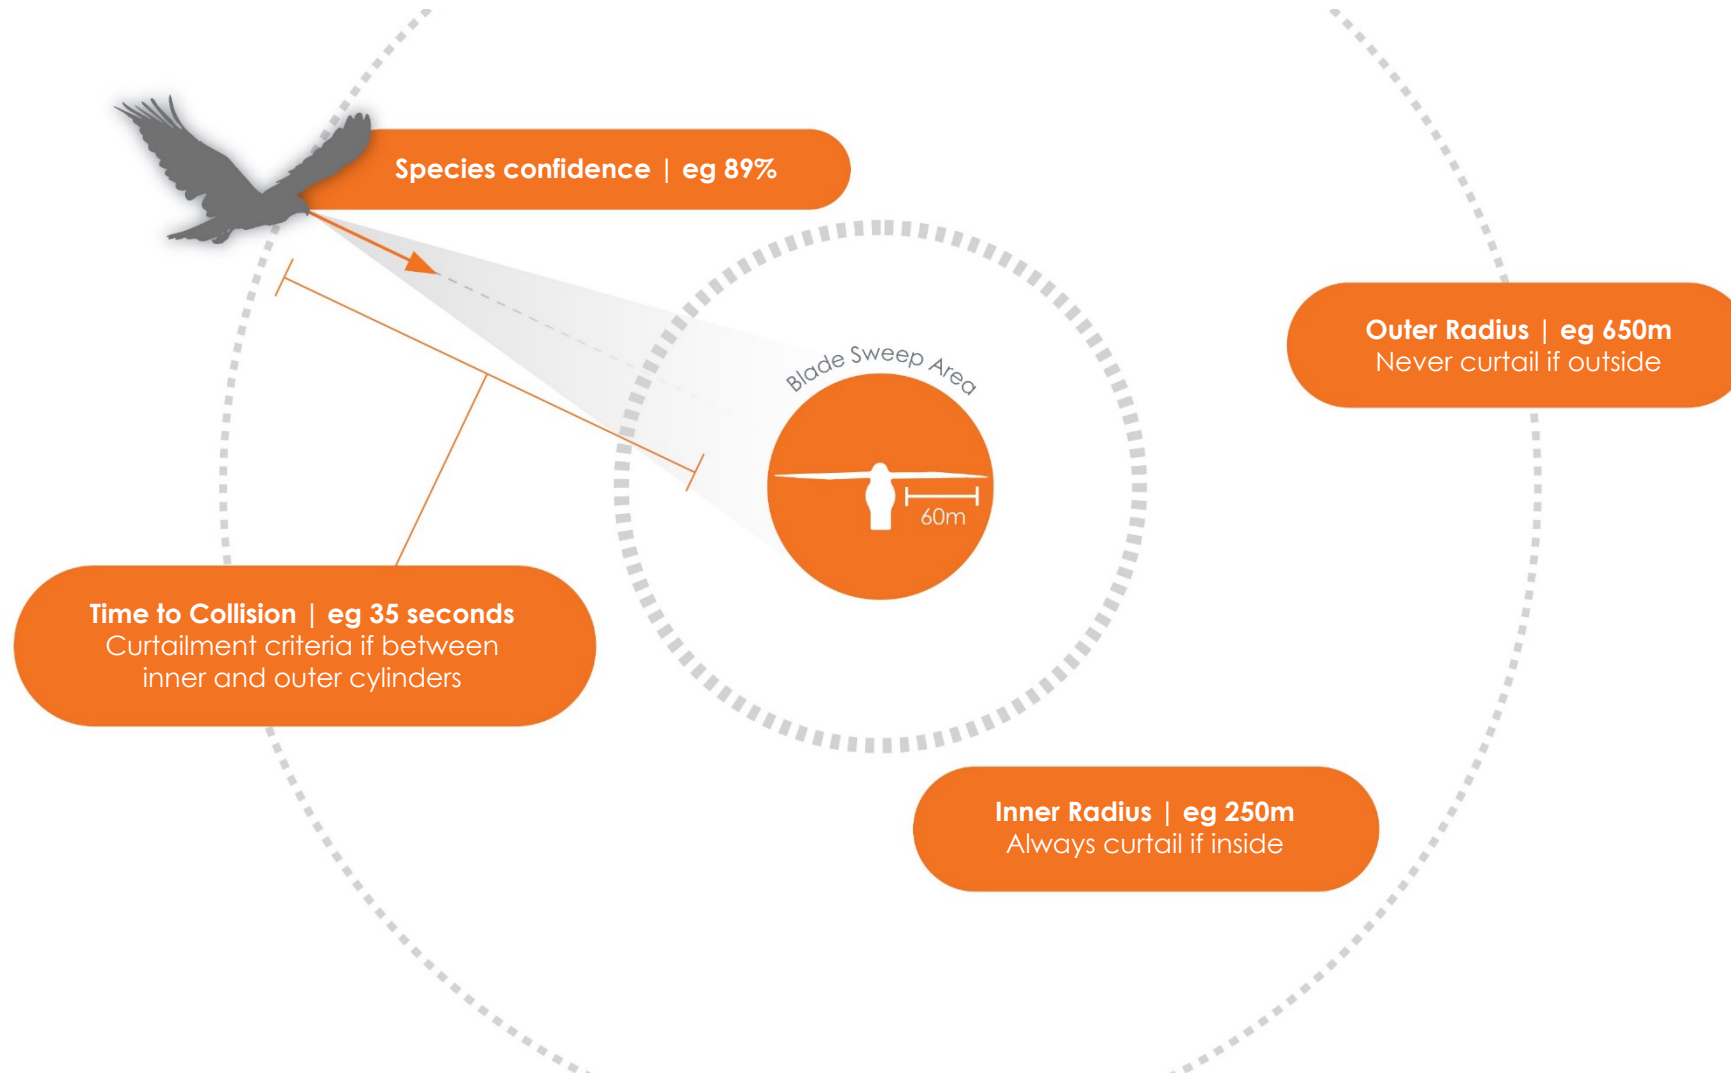 Species confidence | eg 89%
Outer Radius | eg 650m
Never curtail if outside
Blade Sweep Area
60m
Time to Collision | eg 35 seconds
Curtailment criteria if between
inner and outer cylinders
Inner Radius | eg 250m
Always curtail if inside